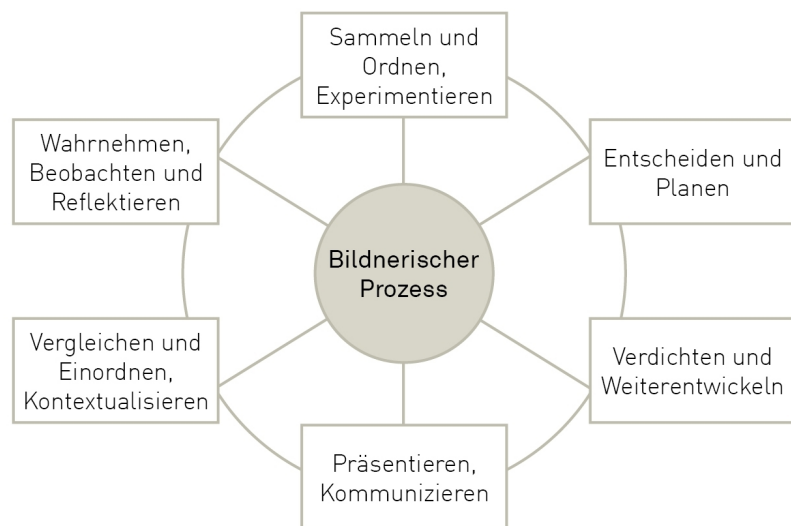 Sammeln und
Ordnen,
Experimentieren
Wahrnehmen,
Beobachten und
Reflektieren
Entscheiden und
Planen
Bildnerischer
Prozess
Vergleichen und
Einordnen,
Kontextualisieren
Verdichten und
Weiterentwickeln
Präsentieren,
Kommunizieren